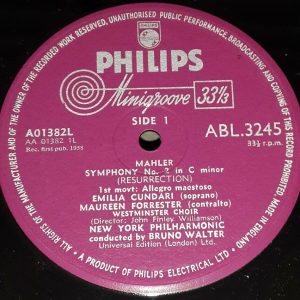 OF THE MANUFACTURER AND OF THE OWNER OF THE RECORDED WORK RESERVED. UNAUTHORISED PUBLIC PERFORMANCE, BROADCASTING AND COPYING OF THIS RECORD PROHIBITED
PHILIPS
PHILIPS
Minigroove 33⅓
SIDE 1
A01382L
AA 01382 1L
Rec. first pub. 1958
ABL.3245
33⅓ r.p.m.
MAHLER
SYMPHONY No. 2 in C minor
(RESURRECTION)
1st movt: Allegro maestoso
EMILIA CUNDARI (soprano)
MAUREEN FORRESTER (contralto)
WESTMINSTER CHOIR
(Director: John Finley Williamson)
NEW YORK PHILHARMONIC
conducted by BRUNO WALTER
Universal Edition (London) Ltd.
ALL RIGHTS
MADE IN ENGLAND
• A PRODUCT OF PHILIPS ELECTRICAL LTD •